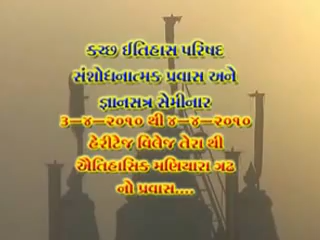 કચ્છ ઈતિહાસ પરિષદ
સંશોધનાત્મક પ્રવાસ અને
જ્ઞાનસત્ર સેમીનાર
૩–૪–૨૦૧૦ થી ૪–૪–૨૦૧૦
હેરીટેજ વિલેજ તેરા થી
ઐતિહાસિક મણિયારા ગઢ
નો પ્રવાસ....